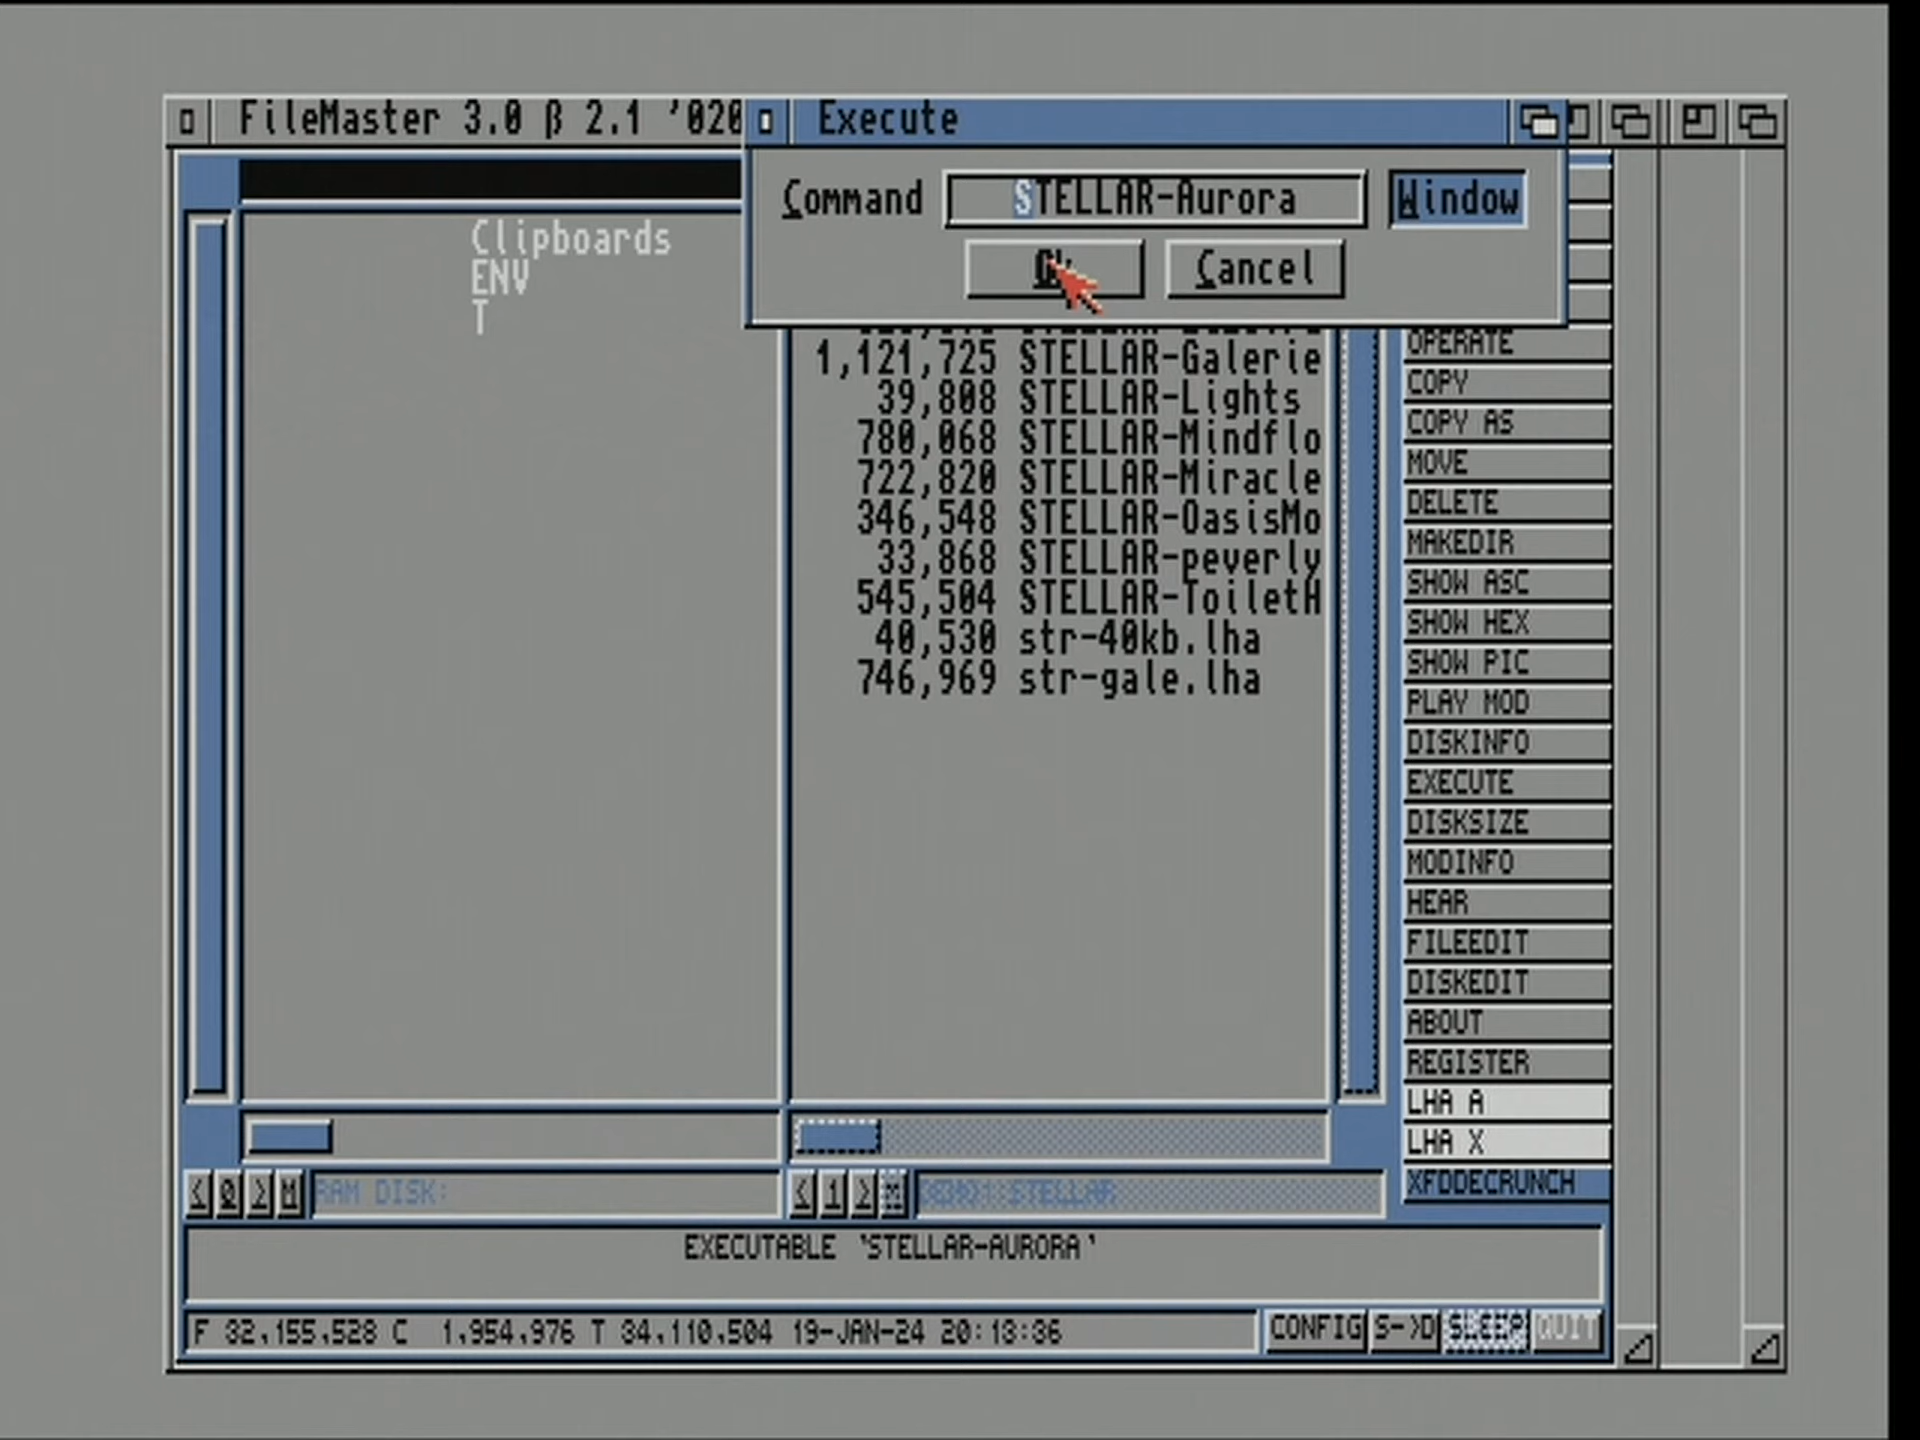 FileMaster 3.0 β 2.1 '020
Execute
Command
STELLAR-Aurora
Window
Ok
Cancel
Clipboards
ENV
T
1,121,725 STELLAR-Galerie
39,808 STELLAR-Lights
780,068 STELLAR-Mindflo
722,820 STELLAR-Miracle
346,548 STELLAR-OasisMo
33,868 STELLAR-peverly
545,504 STELLAR-ToiletH
40,530 str-40kb.lha
746,969 str-gale.lha
OPERATE
COPY
COPY AS
MOVE
DELETE
MAKEDIR
SHOW ASC
SHOW HEX
SHOW PIC
PLAY MOD
DISKINFO
EXECUTE
DISKSIZE
MODINFO
HEAR
FILEEDIT
DISKEDIT
ABOUT
REGISTER
LHA A
LHA X
XFDDECRUNCH
< 0 > M RAM DISK:
< 1 > M DEMO1:STELLAR
EXECUTABLE 'STELLAR-AURORA'
F 32,155,528 C 1,954,976 T 34,110,504 19-JAN-24 20:13:36
CONFIG S->D SLEEP QUIT